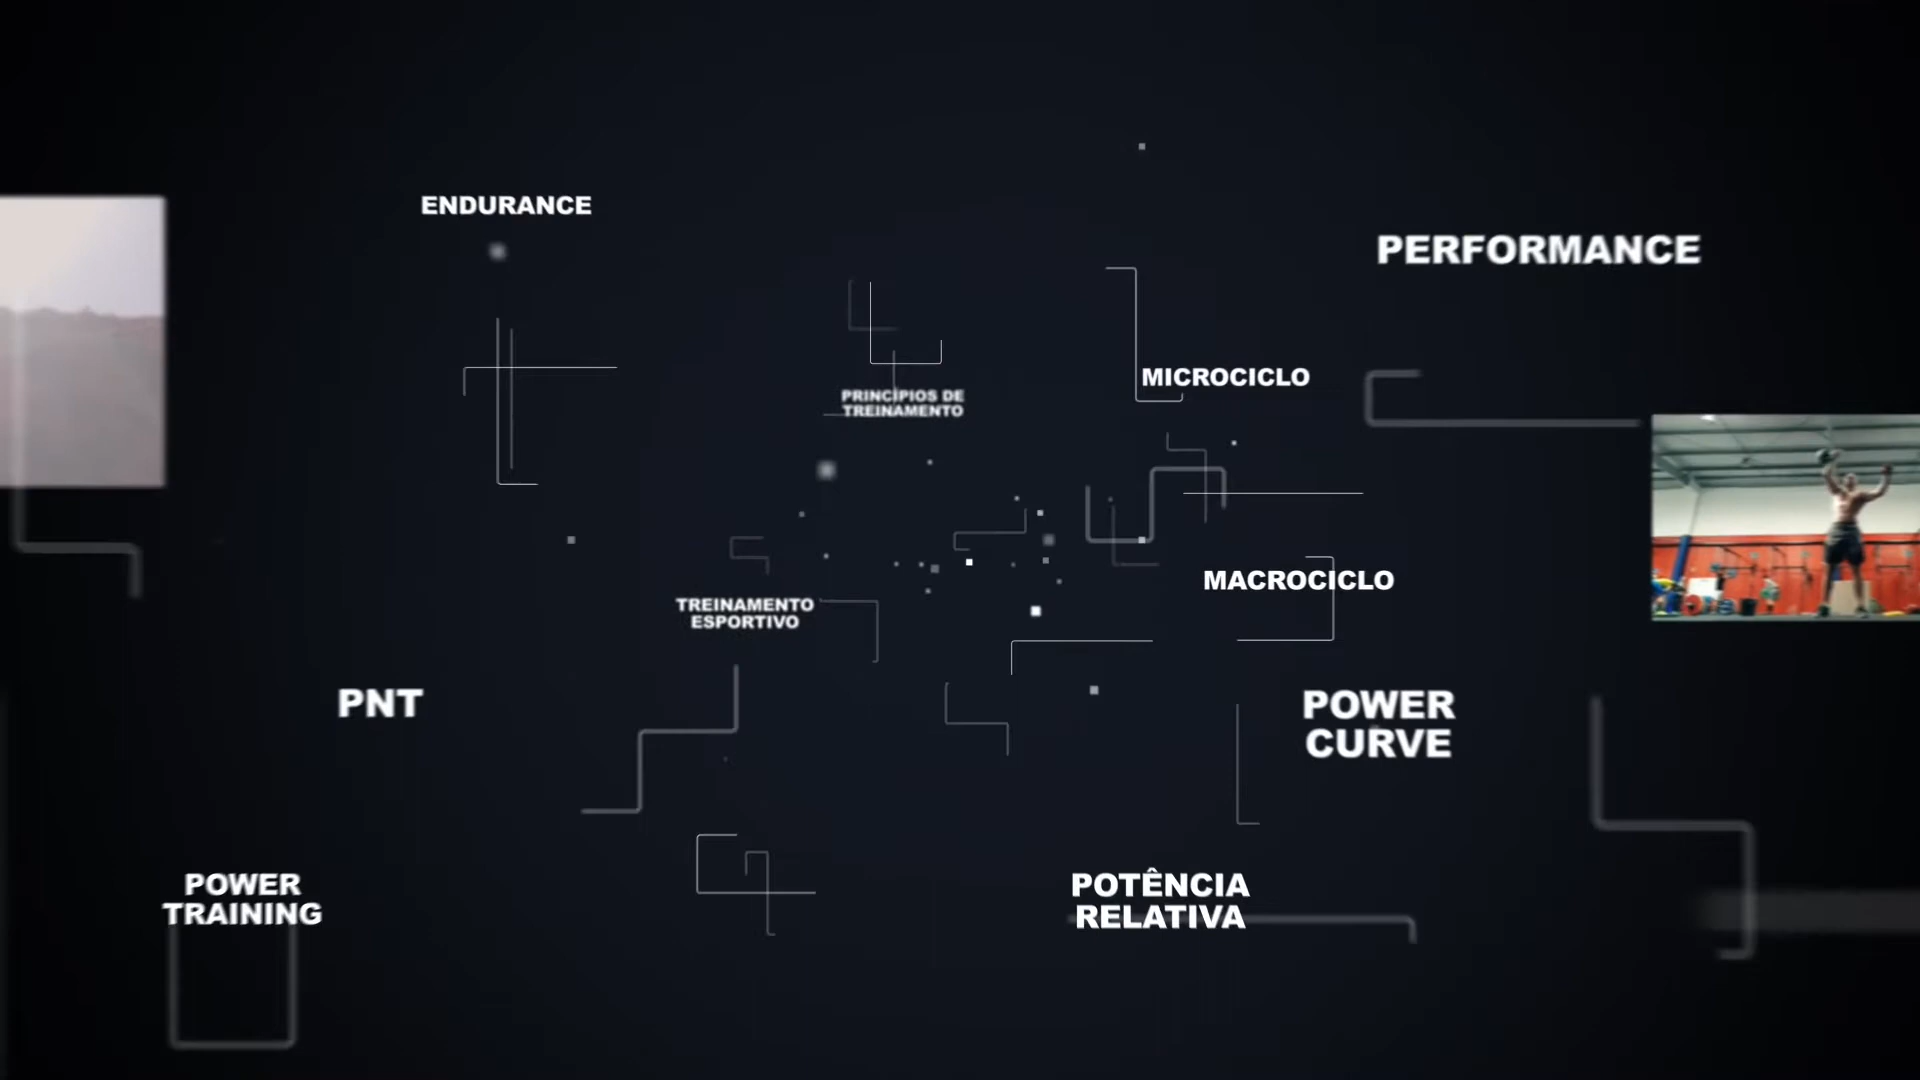 ENDURANCE
PERFORMANCE
MICROCICLO
PRINCÍPIOS DE
TREINAMENTO
MACROCICLO
TREINAMENTO
ESPORTIVO
PNT
POWER
CURVE
POWER
TRAINING
POTÊNCIA
RELATIVA